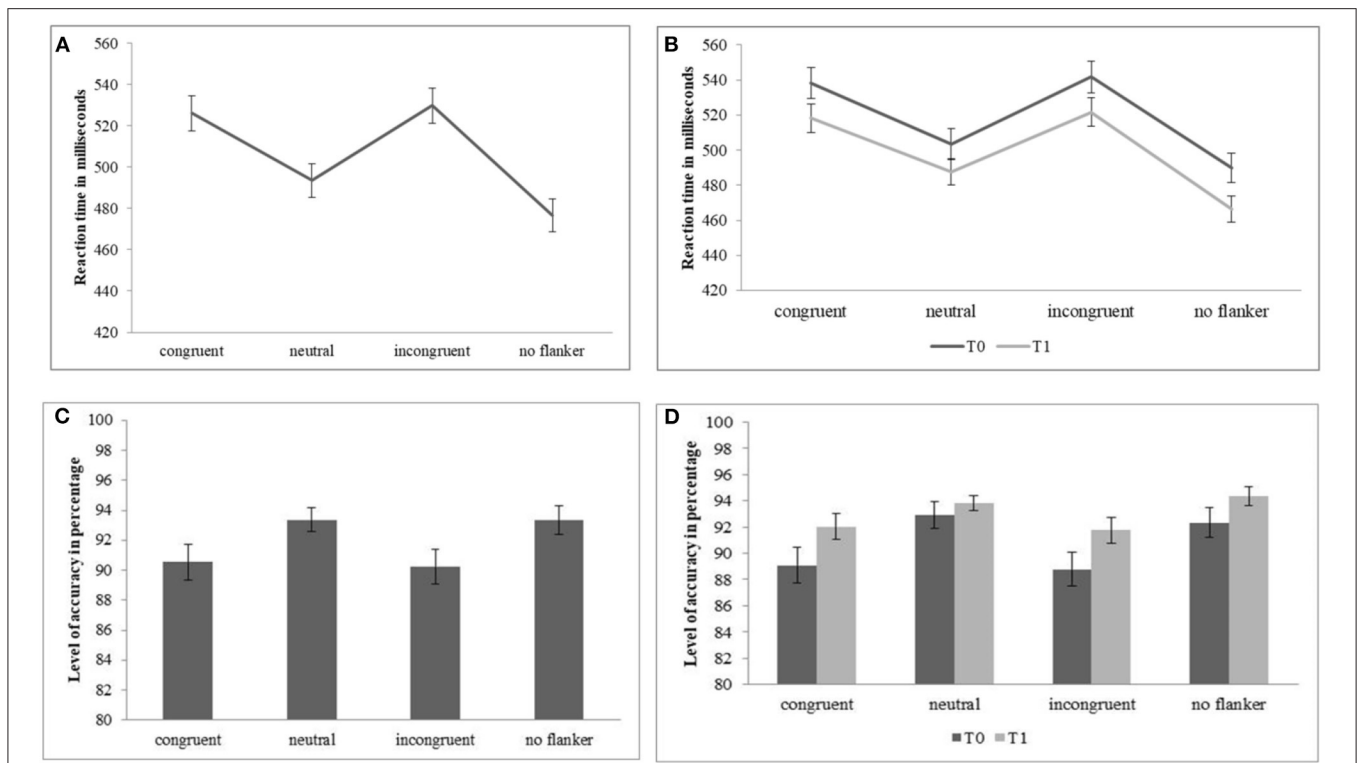 A
Reaction time in milliseconds
560
540
520
500
480
460
440
420
congruent neutral incongruent no flanker
B
Reaction time in milliseconds
560
540
520
500
480
460
440
420
congruent neutral incongruent no flanker
T0 T1
C
Level of accuracy in percentage
100
98
96
94
92
90
88
86
84
82
80
congruent neutral incongruent no flanker
D
Level of accuracy in percentage
100
98
96
94
92
90
88
86
84
82
80
congruent neutral incongruent no flanker
T0 T1